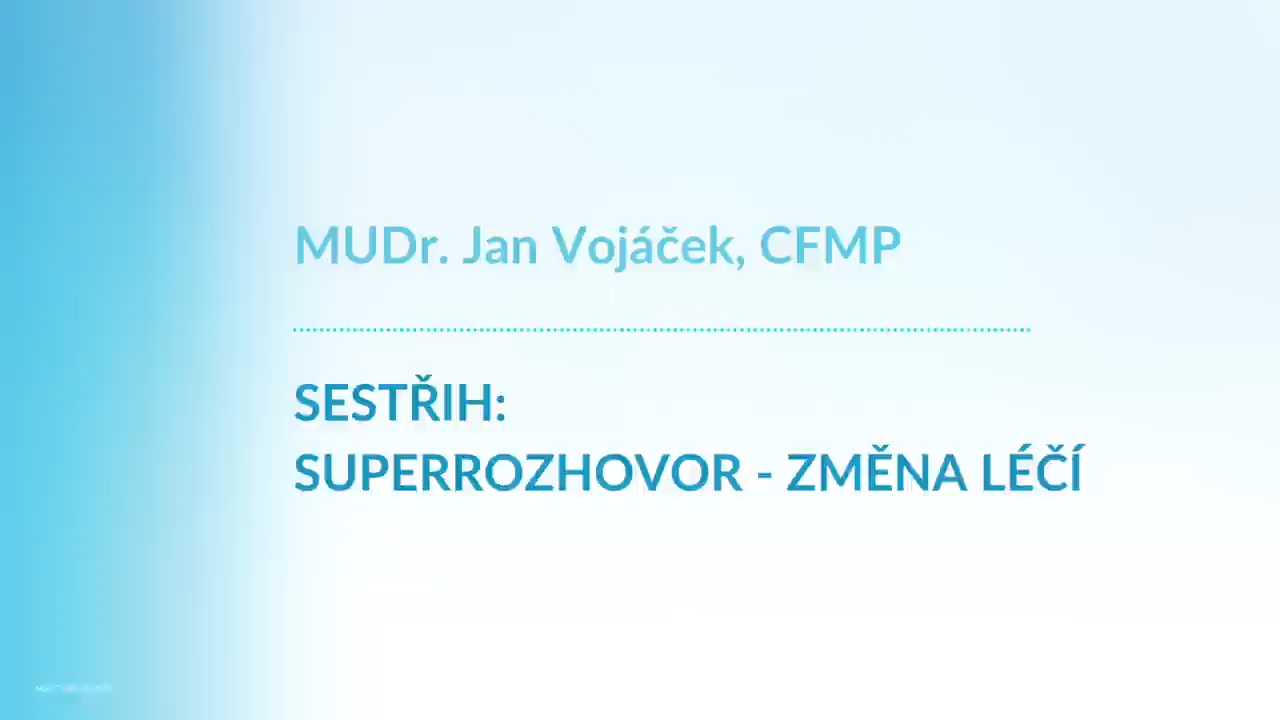 MUDr. Jan Vojáček, CFMP
SESTŘIH:
SUPERROZHOVOR - ZMĚNA LÉČÍ